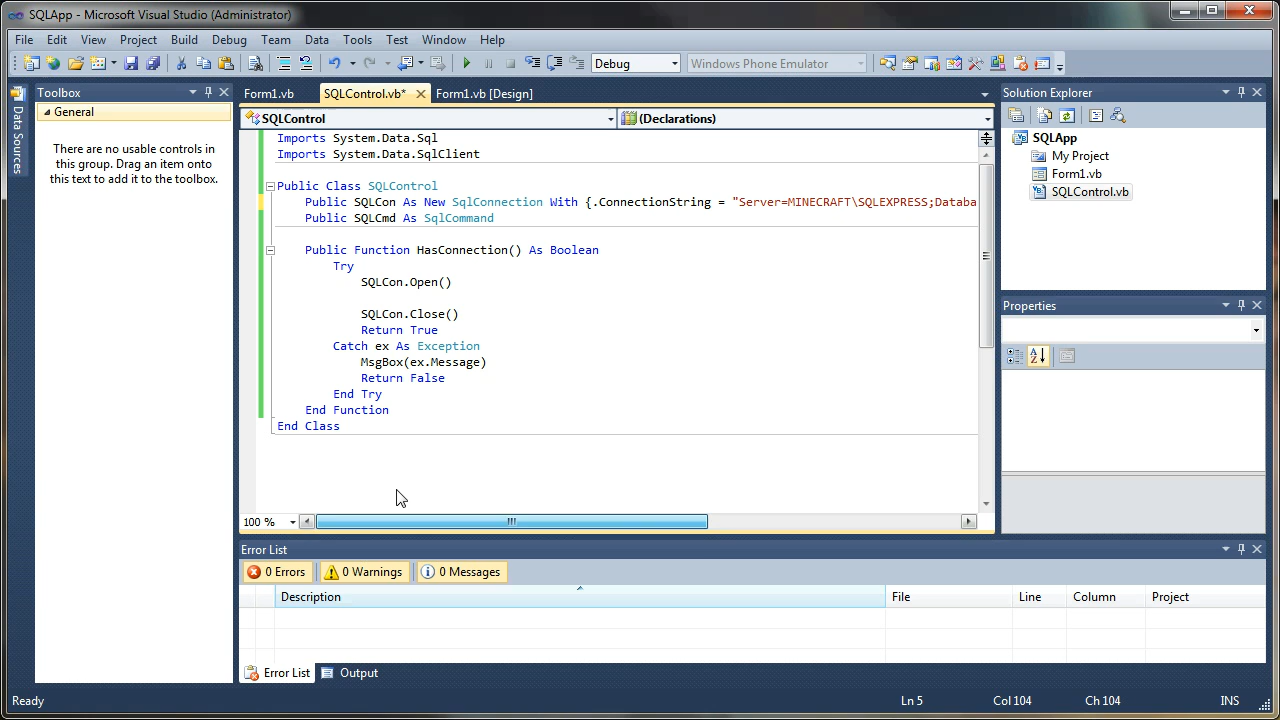 SQLApp - Microsoft Visual Studio (Administrator)
File Edit View Project Build Debug Team Data Tools Test Window Help
Debug Windows Phone Emulator
Data Sources
Toolbox
General
There are no usable controls in
this group. Drag an item onto
this text to add it to the toolbox.
Form1.vb SQLControl.vb* Form1.vb [Design]
SQLControl (Declarations)
Imports System.Data.Sql
Imports System.Data.SqlClient
Public Class SQLControl
Public SQLCon As New SqlConnection With {.ConnectionString = "Server=MINECRAFT\SQLEXPRESS;Databa
Public SQLCmd As SqlCommand
Public Function HasConnection() As Boolean
Try
SQLCon.Open()
SQLCon.Close()
Return True
Catch ex As Exception
MsgBox(ex.Message)
Return False
End Try
End Function
End Class
100 %
Solution Explorer
SQLApp
My Project
Form1.vb
SQLControl.vb
Properties
Error List
0 Errors 0 Warnings 0 Messages
Description File Line Column Project
Error List Output
Ready Ln 5 Col 104 Ch 104 INS